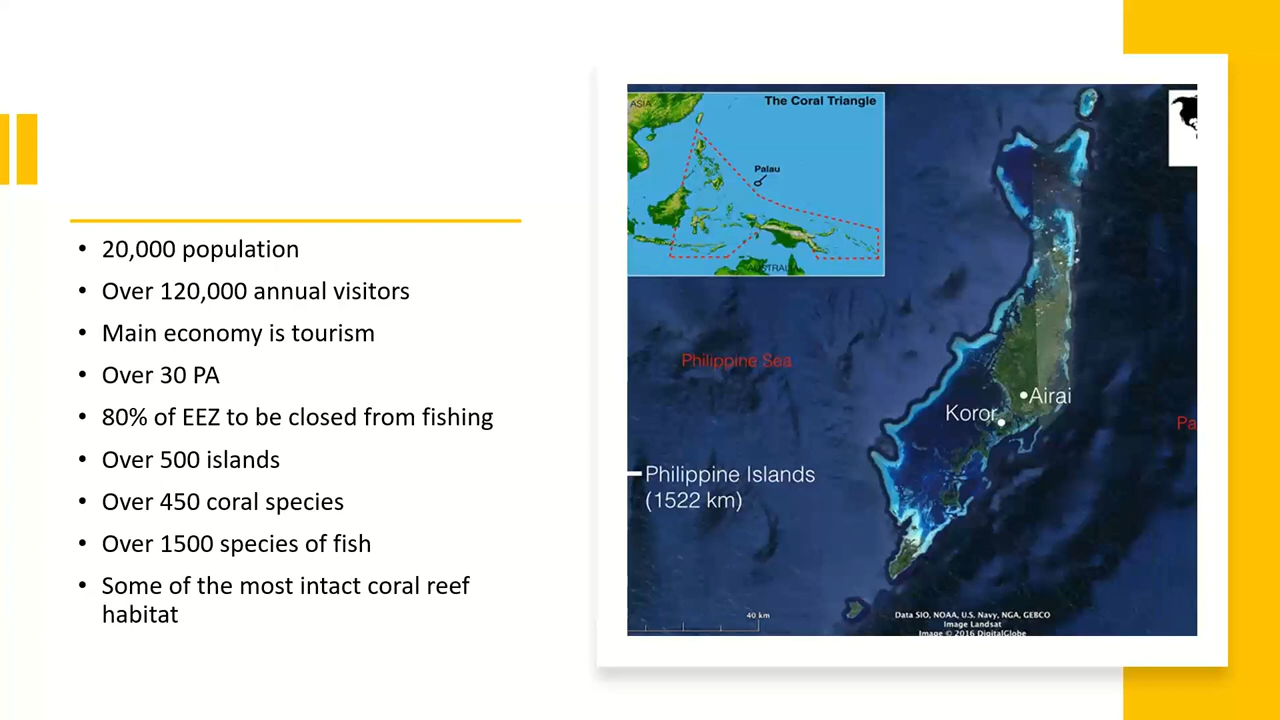 • 20,000 population
• Over 120,000 annual visitors
• Main economy is tourism
• Over 30 PA
• 80% of EEZ to be closed from fishing
• Over 500 islands
• Over 450 coral species
• Over 1500 species of fish
• Some of the most intact coral reef
habitat
ASIA
The Coral Triangle
Palau
AUSTRALIA
Philippine Sea
Airai
Koror
Pa
Philippine Islands
(1522 km)
40 km
Data SIO, NOAA, U.S. Navy, NGA, GEBCO
Image Landsat
Image © 2016 DigitalGlobe